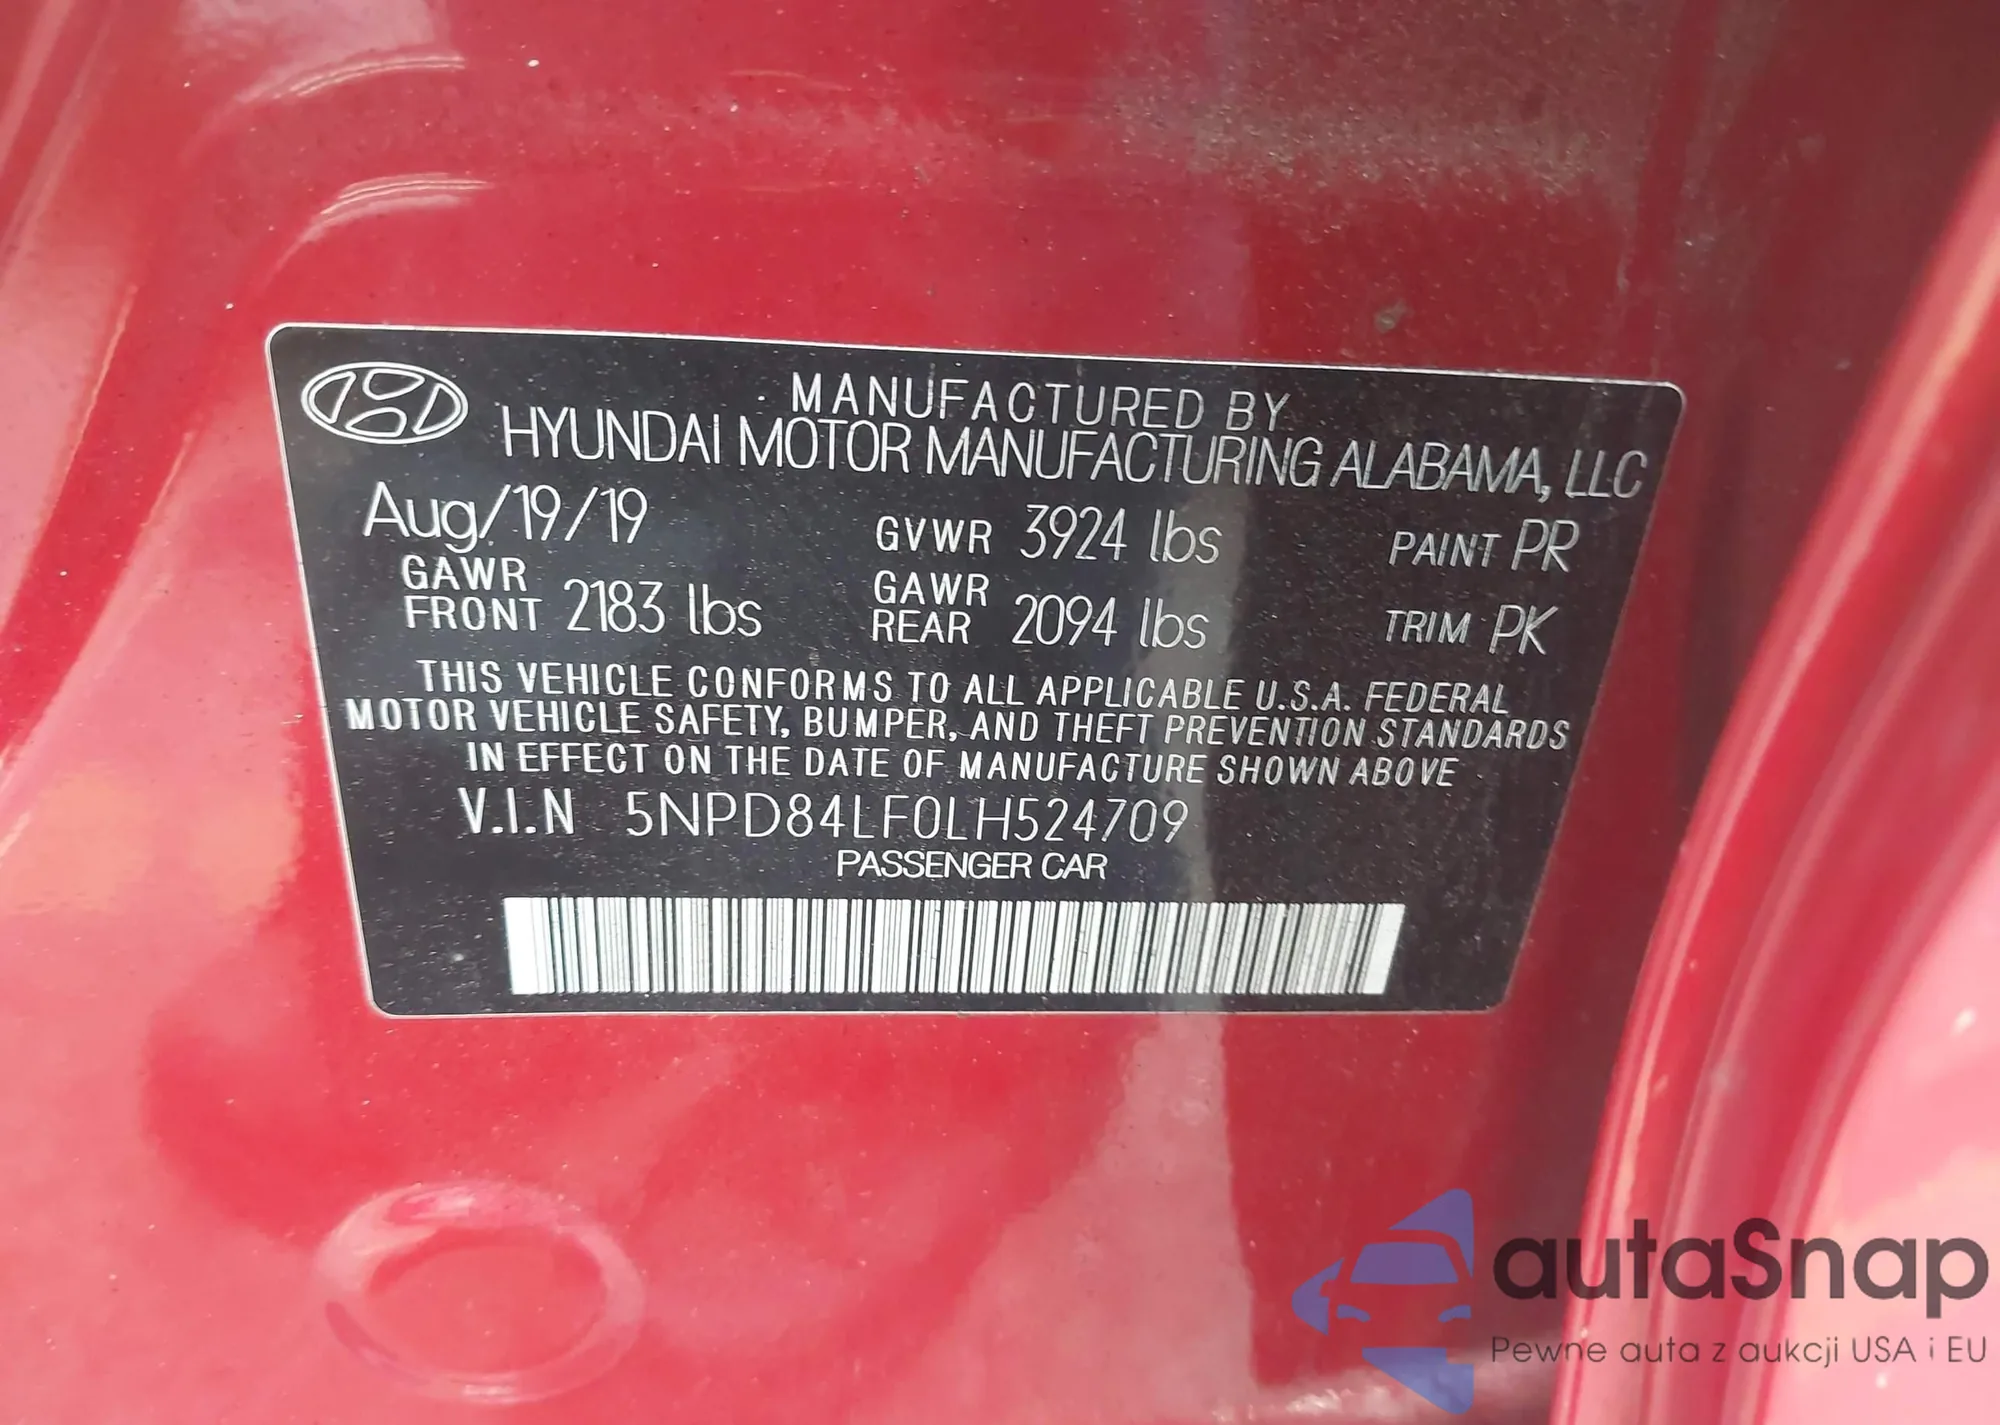 MANUFACTURED BY
HYUNDAI MOTOR MANUFACTURING ALABAMA, LLC
Aug/19/19 GVWR 3924 lbs PAINT PR
GAWR FRONT 2183 lbs GAWR REAR 2094 lbs TRIM PK
THIS VEHICLE CONFORMS TO ALL APPLICABLE U.S.A. FEDERAL
MOTOR VEHICLE SAFETY, BUMPER, AND THEFT PREVENTION STANDARDS
IN EFFECT ON THE DATE OF MANUFACTURE SHOWN ABOVE
V.I.N 5NPD84LF0LH524709
PASSENGER CAR
autaSnap
Pewne auta z aukcji USA i EU